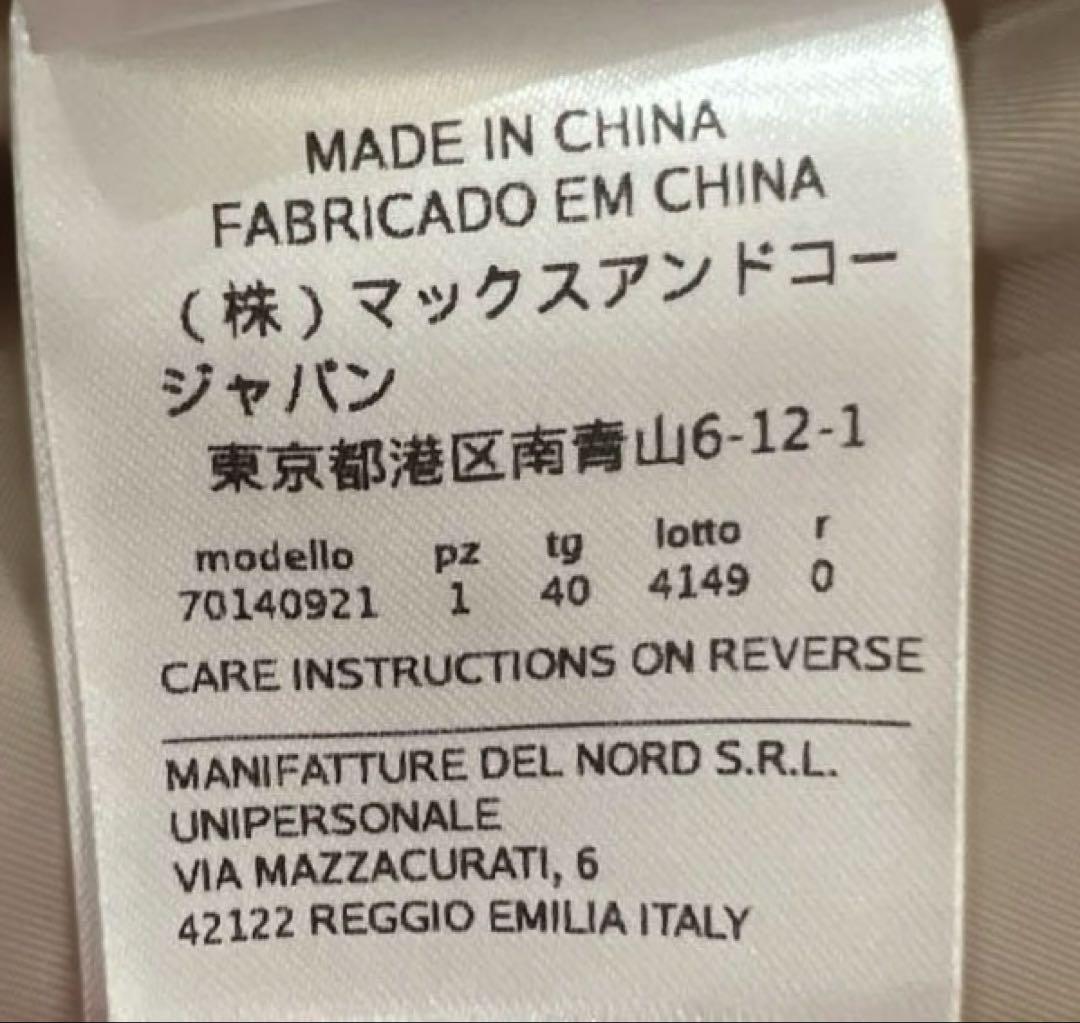 MADE IN CHINA
FABRICADO EM CHINA
(株)マックスアンドコー
ジャパン
東京都港区南青山6-12-1
modello pz tg lotto r
70140921 1 40 4149 0
CARE INSTRUCTIONS ON REVERSE
MANIFATTURE DEL NORD S.R.L.
UNIPERSONALE
VIA MAZZACURATI, 6
42122 REGGIO EMILIA ITALY